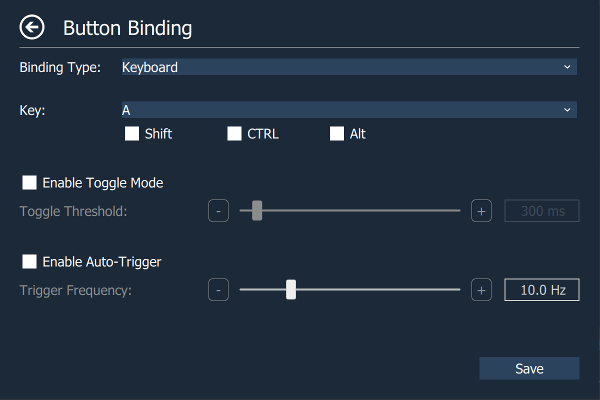 Button Binding
Binding Type: Keyboard
Key: A
Shift CTRL Alt
Enable Toggle Mode
Toggle Threshold: - + 300 ms
Enable Auto-Trigger
Trigger Frequency: - + 10.0 Hz
Save